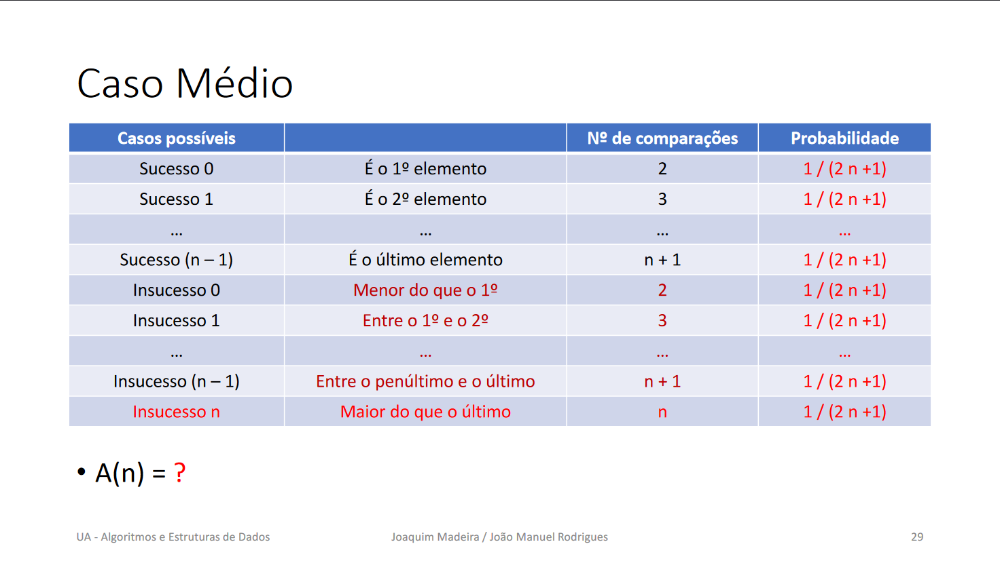 Caso Médio
Casos possíveis Nº de comparações Probabilidade
Sucesso 0 É o 1º elemento 2 1 / (2 n +1)
Sucesso 1 É o 2º elemento 3 1 / (2 n +1)
... ... ... ...
Sucesso (n – 1) É o último elemento n + 1 1 / (2 n +1)
Insucesso 0 Menor do que o 1º 2 1 / (2 n +1)
Insucesso 1 Entre o 1º e o 2º 3 1 / (2 n +1)
... ... ... ...
Insucesso (n – 1) Entre o penúltimo e o último n + 1 1 / (2 n +1)
Insucesso n Maior do que o último n 1 / (2 n +1)
• A(n) = ?
UA - Algoritmos e Estruturas de Dados Joaquim Madeira / João Manuel Rodrigues 29